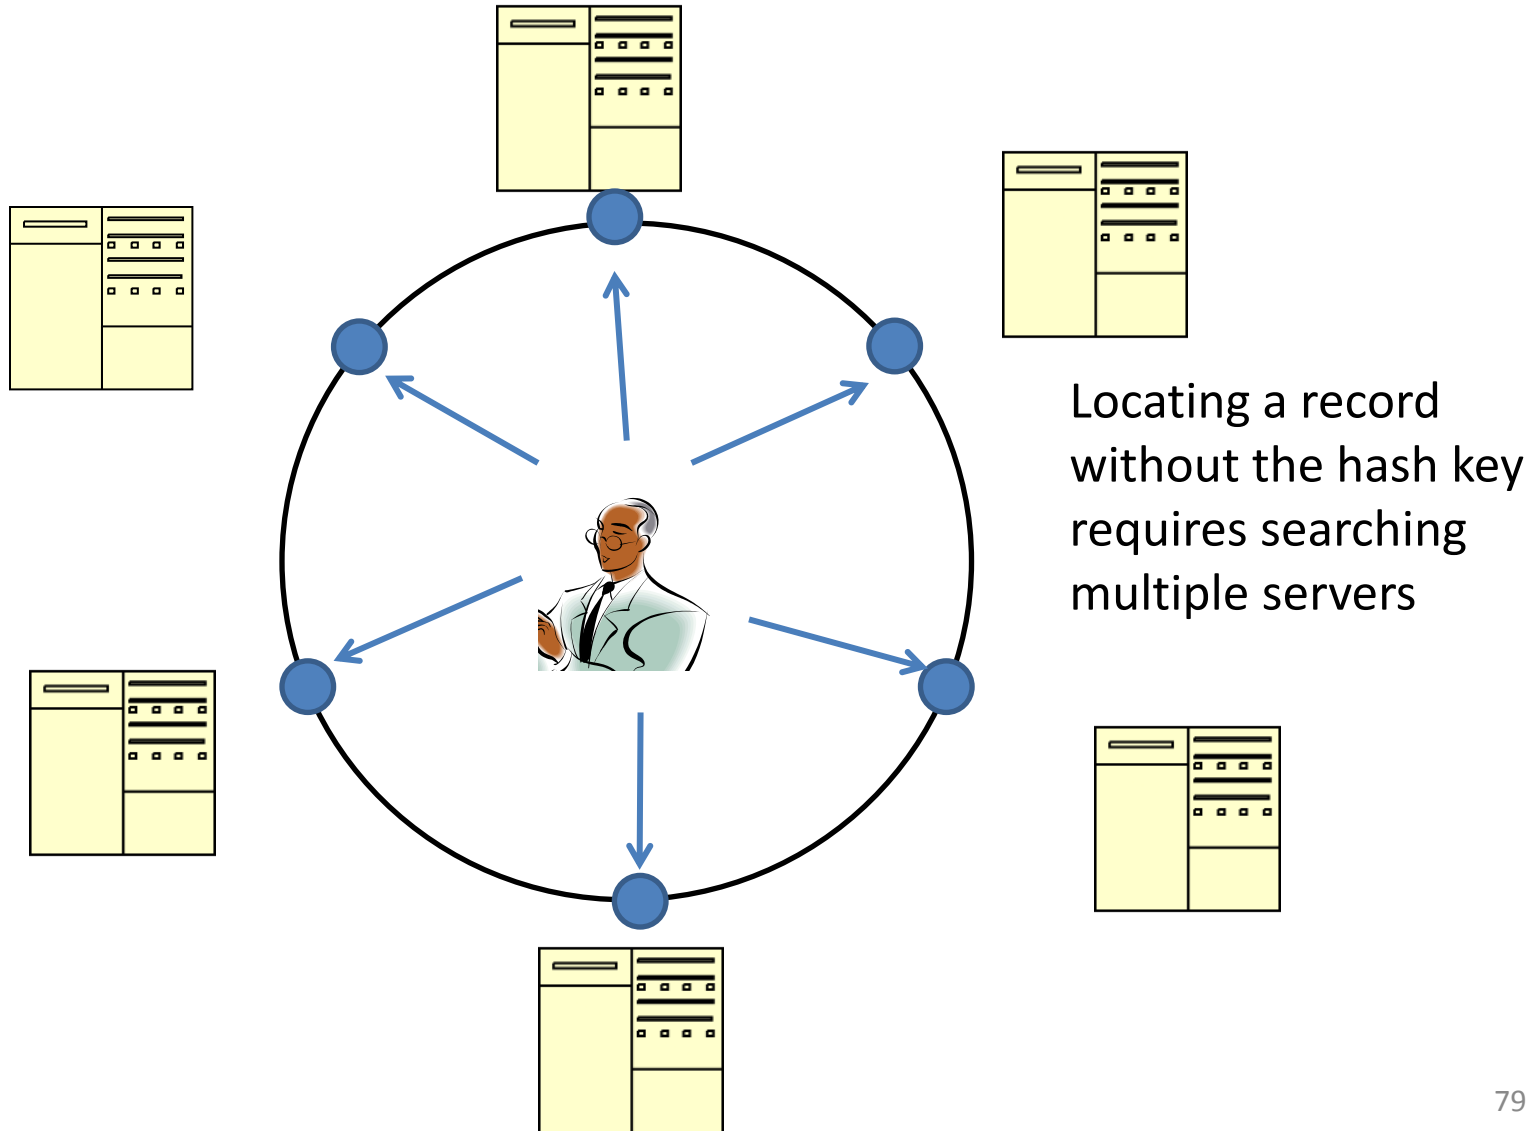 Locating a record
without the hash key
requires searching
multiple servers
79